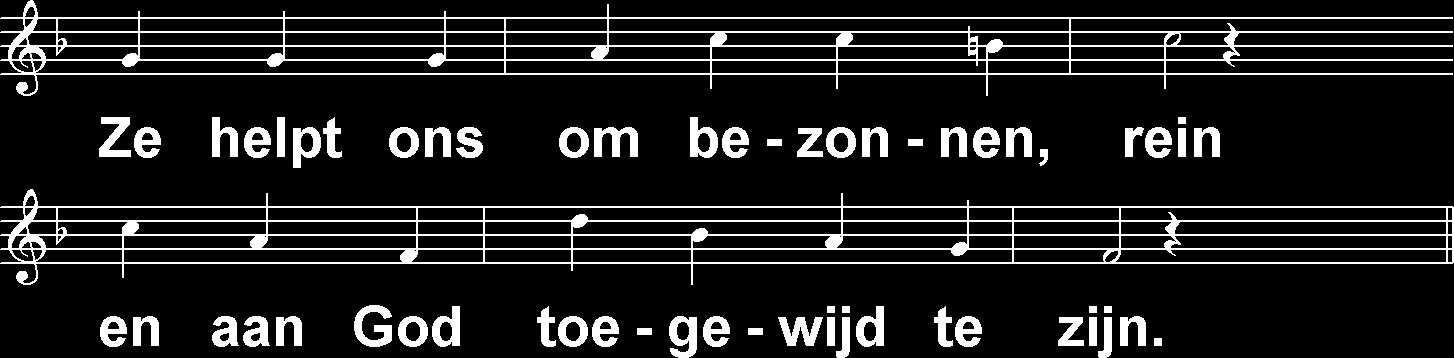 Ze helpt ons om be - zon - nen, rein
en aan God toe - ge - wijd te zijn.